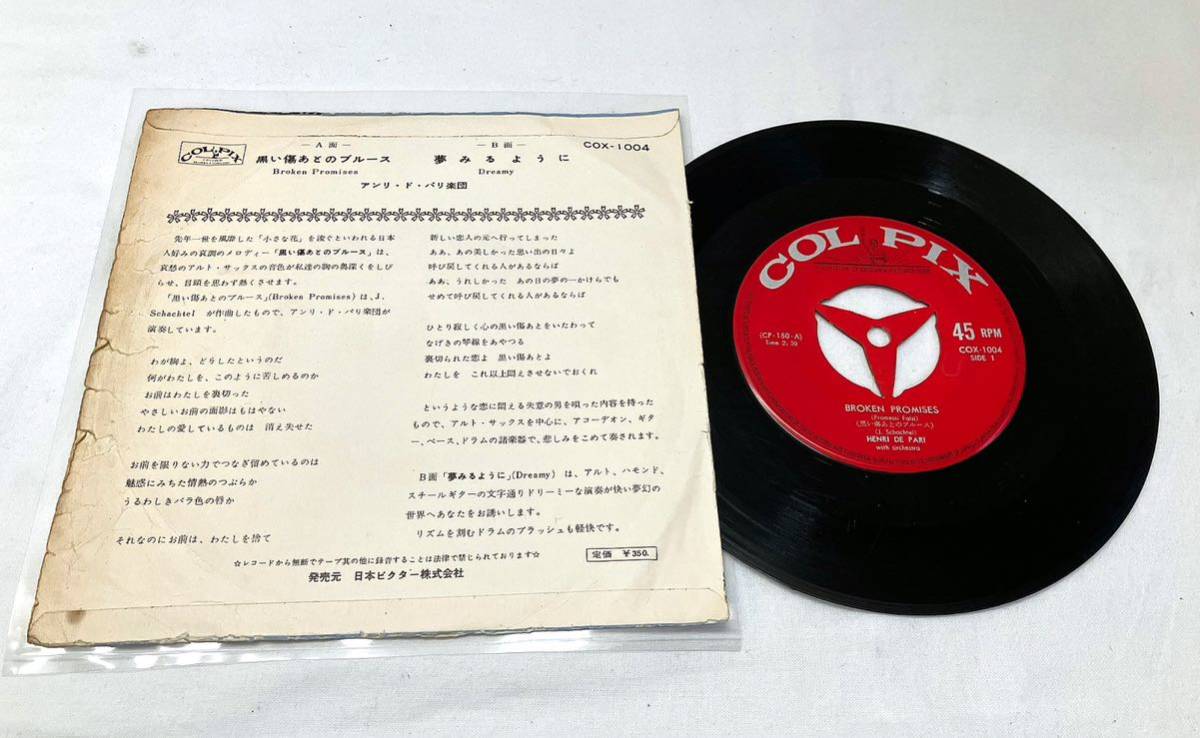 COLPIX
—A面—
—B面—
COX-1004
黒い傷あとのブルース
夢みるように
Broken Promises
Dreamy
アンリ・ド・パリ楽団
先年一世を風靡した「小さな花」を凌ぐといわれる日本
人好みの哀調のメロディー「黒い傷あとのブルース」は、
哀愁のアルト・サックスの音色が私達の胸の奥深くをしび
らせ、目頭を思わず熱くさせます。
「黒い傷あとのブルース」(Broken Promises) は、J.
Schachtel が作曲したもので、アンリ・ド・パリ楽団が
演奏しています。
わが胸よ、どうしたというのだ
何がわたしを、このように苦しめるのか
お前はわたしを裏切った
やさしいお前の面影はもはやない
わたしの愛しているものは 消え失せた
お前を限りない力でつなぎ留めているのは
魅惑にみちた情熱のつぶらか
うるわしきバラ色の唇か
それなのにお前は、わたしを捨て
新しい恋人の元へ行ってしまった
ああ、あの美しかった思い出の日々よ
呼び戻してくれる人があるならば
ああ、うれしかった あの日の夢の一かけらでも
せめて呼び戻してくれる人があるならば
ひとり寂しく心の黒い傷あとをいたわって
なげきの琴線をあやつる
裏切られた恋よ 黒い傷あとよ
わたしを これ以上悶えさせないでおくれ
というような恋に悶える失意の男を唄った内容を持った
もので、アルト・サックスを中心に、アコーデオン、ギタ
ー、ベース、ドラムの諸楽器で、悲しみをこめて奏されます。
B面「夢みるように」(Dreamy) は、アルト、ハモンド、
スチールギターの文字通りドリーミーな演奏が快い夢幻の
世界へあなたをお誘いします。
リズムを刻むドラムのブラッシュも軽快です。
☆レコードから無断でテープ其の他に録音することは法律で禁じられております☆
定価 ¥350.
発売元 日本ビクター株式会社
COLPIX
45 RPM
(CP-150-A)
Time 2:50
COX-1004
SIDE 1
BROKEN PROMISES
(Promessi Falsi)
(黒い傷あとのブルース)
(J. Schachtel)
HENRI DE PARI
with orchestra